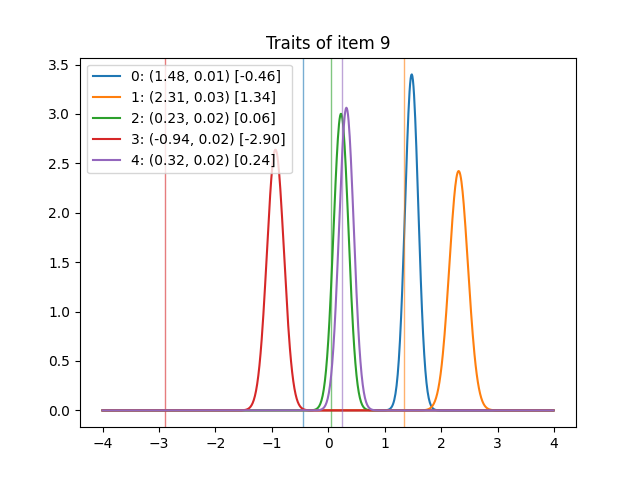 Traits of item 9
0: (1.48, 0.01) [-0.46]
1: (2.31, 0.03) [1.34]
2: (0.23, 0.02) [0.06]
3: (-0.94, 0.02) [-2.90]
4: (0.32, 0.02) [0.24]
3.5
3.0
2.5
2.0
1.5
1.0
0.5
0.0
−4 −3 −2 −1 0 1 2 3 4